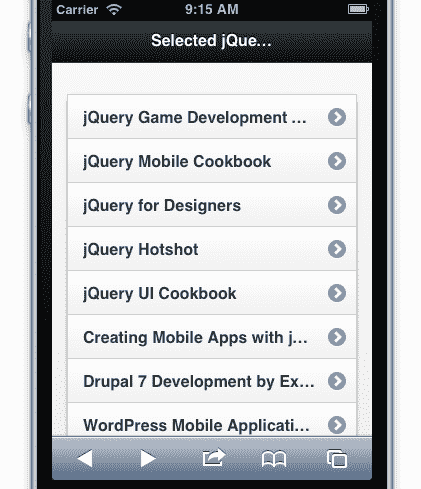 Carrier 9:15 AM
Selected jQue...
jQuery Game Development ...
jQuery Mobile Cookbook
jQuery for Designers
jQuery Hotshot
jQuery UI Cookbook
Creating Mobile Apps with j...
Drupal 7 Development by Ex...
WordPress Mobile Applicati...